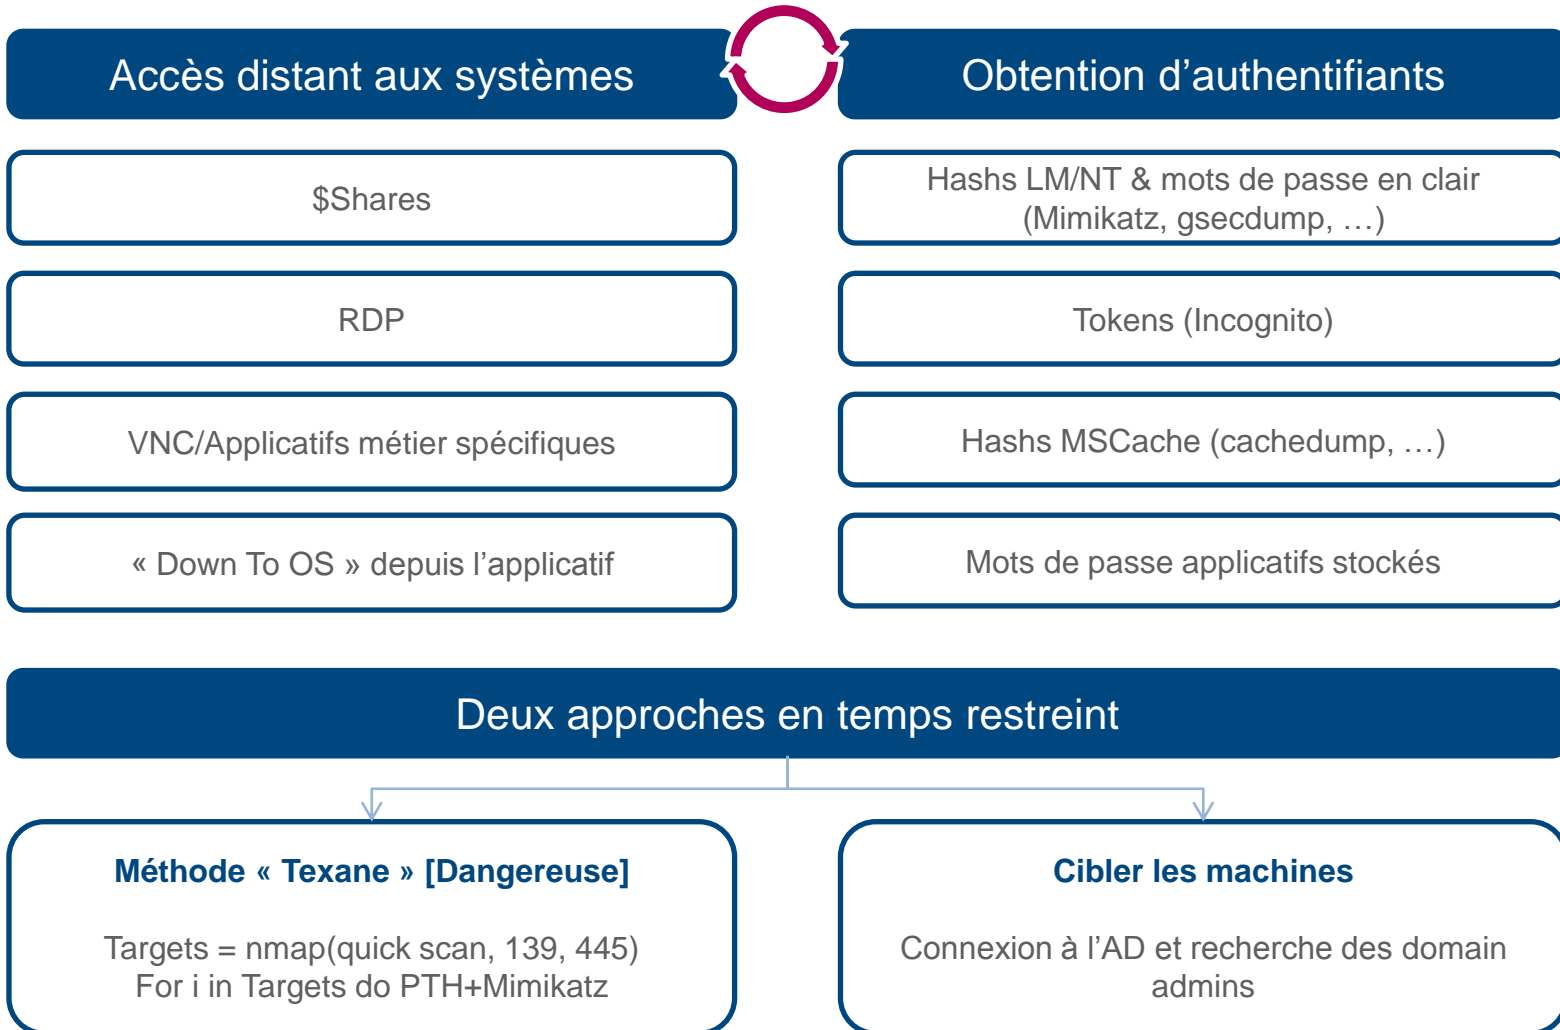 Accès distant aux systèmes
Obtention d’authentifiants
$Shares
Hashs LM/NT & mots de passe en clair
(Mimikatz, gsecdump, …)
RDP
Tokens (Incognito)
VNC/Applicatifs métier spécifiques
Hashs MSCache (cachedump, …)
« Down To OS » depuis l’applicatif
Mots de passe applicatifs stockés
Deux approches en temps restreint
Méthode « Texane » [Dangereuse]
Targets = nmap(quick scan, 139, 445)
For i in Targets do PTH+Mimikatz
Cibler les machines
Connexion à l’AD et recherche des domain
admins